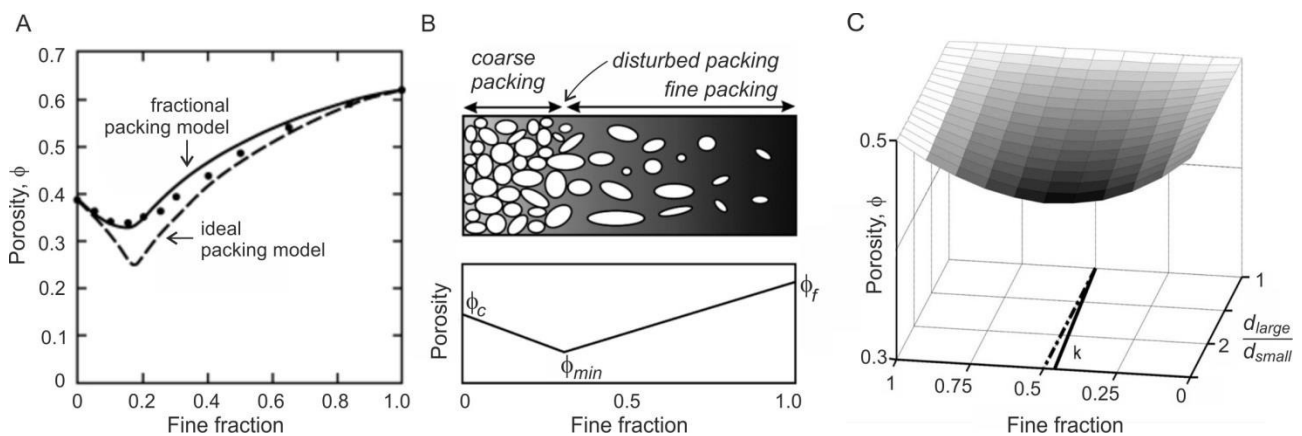 A
0.7
0.6
0.5
0.4
0.3
0.2
0.1
0
Porosity, ϕ
fractional
packing model
ideal
packing model
0
0.2
0.4
0.6
0.8
1.0
Fine fraction
B
coarse
packing
disturbed packing
fine packing
Porosity
ϕc
ϕmin
ϕf
0.5
1.0
Fine fraction
C
0.5
0.3
Porosity, ϕ
1
0.75
0.5
0.25
0
Fine fraction
k
1
2
dlarge
dsmall